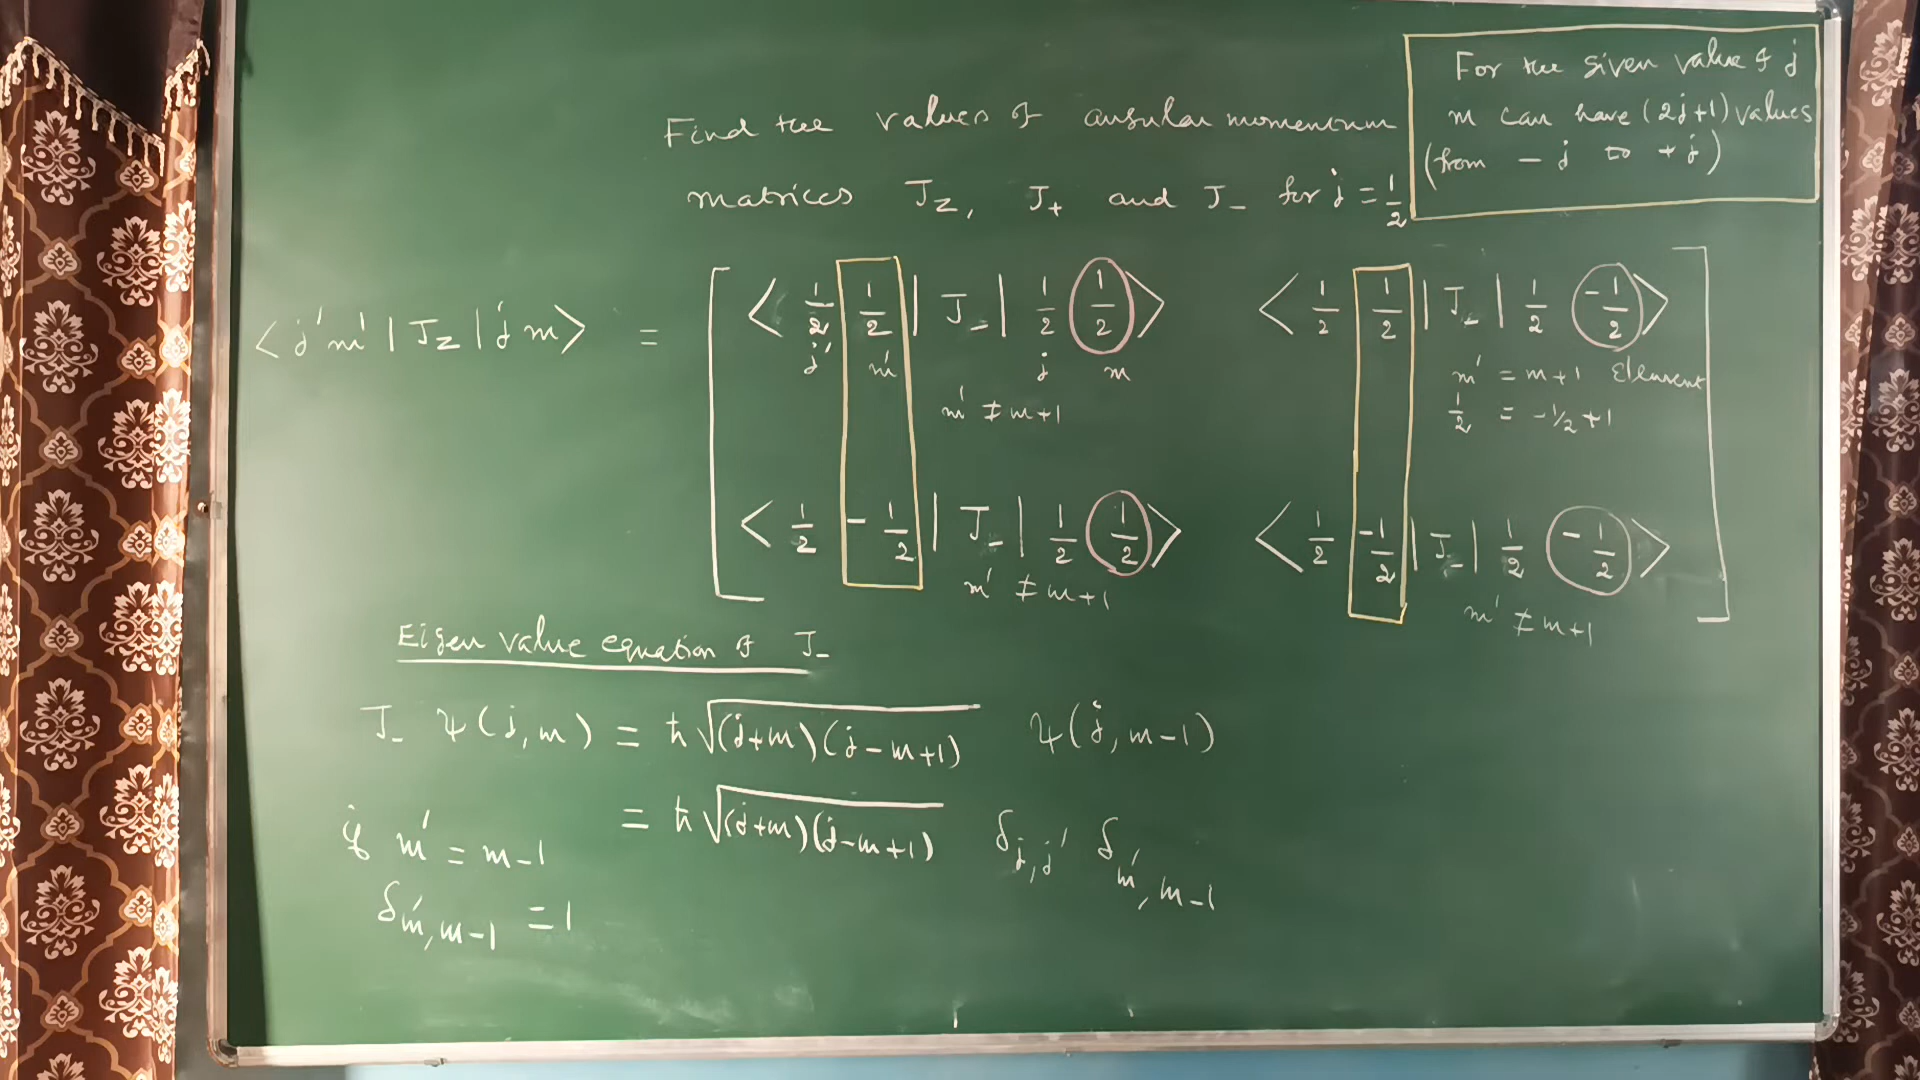 For the given value of j
m can have (2j+1) values
(from - j to + j)
Find the values of angular momentum
matrices J_z, J_+ and J_- for j = 1/2
<j' m' | J_z | j m> =
< 1/2 1/2 | J_- | 1/2 1/2 > < 1/2 1/2 | J_- | 1/2 -1/2 >
j' m' j m
m' = m+1 Element
m' ≠ m+1
1/2 = -1/2 + 1
< 1/2 -1/2 | J_- | 1/2 1/2 > < 1/2 -1/2 | J_- | 1/2 -1/2 >
m' ≠ m+1 m' ≠ m+1
Eigen value equation of J_-
J_- ψ(j, m) = ħ √(j+m)(j-m+1) ψ(j, m-1)
= ħ √(j+m)(j-m+1) δ_j,j' δ_m', m-1
if m' = m-1
δ_m', m-1 = 1